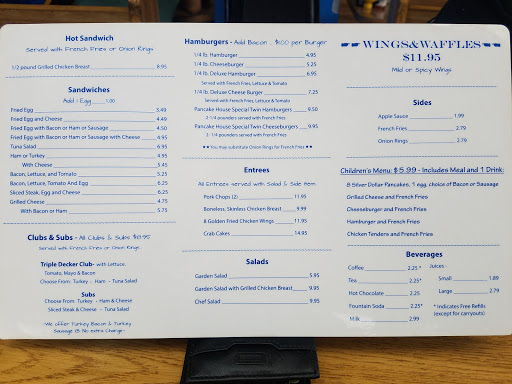 Hot Sandwich
Served with French Fries or Onion Rings
1/2 pound Grilled Chicken Breast 8.95
Sandwiches
Add 1 Egg 1.00
Fried Egg 3.49
Fried Egg and Cheese 4.49
Fried Egg with Bacon or Ham or Sausage 4.50
Fried Egg with Bacon or Ham or Sausage with Cheese 4.95
Tuna Salad 6.95
Ham or Turkey 4.95
With Cheese 5.45
Bacon, Lettuce, and Tomato 5.25
Bacon, Lettuce, Tomato And Egg 6.25
Sliced Steak, Egg and Cheese 6.25
Grilled Cheese 4.75
With Bacon or Ham 5.75
Clubs & Subs - All Clubs & Subs $8.95
Served with French Fries or Onion Rings
Triple Decker Club- with Lettuce,
Tomato, Mayo & Bacon
Choose From: Turkey - Ham - Tuna Salad
Subs
Choose From: Turkey - Ham & Cheese
Sliced Steak & Cheese - Tuna Salad
-We offer Turkey Bacon & Turkey
Sausage @ No extra Charge-
Hamburgers - Add Bacon .. $1.00 per Burger
1/4 lb. Hamburger 4.95
1/4 lb. Cheeseburger 5.25
1/4 lb. Deluxe Hamburger 6.95
Served with French Fries, Lettuce & Tomato
1/4 lb. Deluxe Cheese Burger 7.25
Served with French Fries, Lettuce & Tomato
Pancake House Special Twin Hamburgers 9.50
2- 1/4 pounders served with French Fries
Pancake House Special Twin Cheeseburgers 9.95
2- 1/4 pounders served with French Fries
★★ You may substitute Onion Rings for French Fries ★★
Entrees
All Entrees served with Salad & Side Item
Pork Chops (2) 11.95
Boneless, Skinless Chicken Breast 9.99
8 Golden Fried Chicken Wings 11.95
Crab Cakes 14.95
Salads
Garden Salad 5.95
Garden Salad with Grilled Chicken Breast 9.95
Chef Salad 9.95
WINGS&WAFFLES
$11.95
Mild or Spicy Wings
Sides
Apple Sauce 1.99
French Fries 2.79
Onion Rings 2.79
Children's Menu: $5.99 - Includes Meal and 1 Drink:
8 Silver Dollar Pancakes, 1 egg, choice of Bacon or Sausage
Grilled Cheese and French Fries
Cheeseburger and French Fries
Hamburger and French Fries
Chicken Tenders and French Fries
Beverages
Coffee 2.25 * Juices -
Tea 2.25* Small 1.89
Hot Chocolate 2.25 Large 2.79
Fountain Soda 2.25* * Indicates Free Refills
Milk 2.99 (except for carryouts)